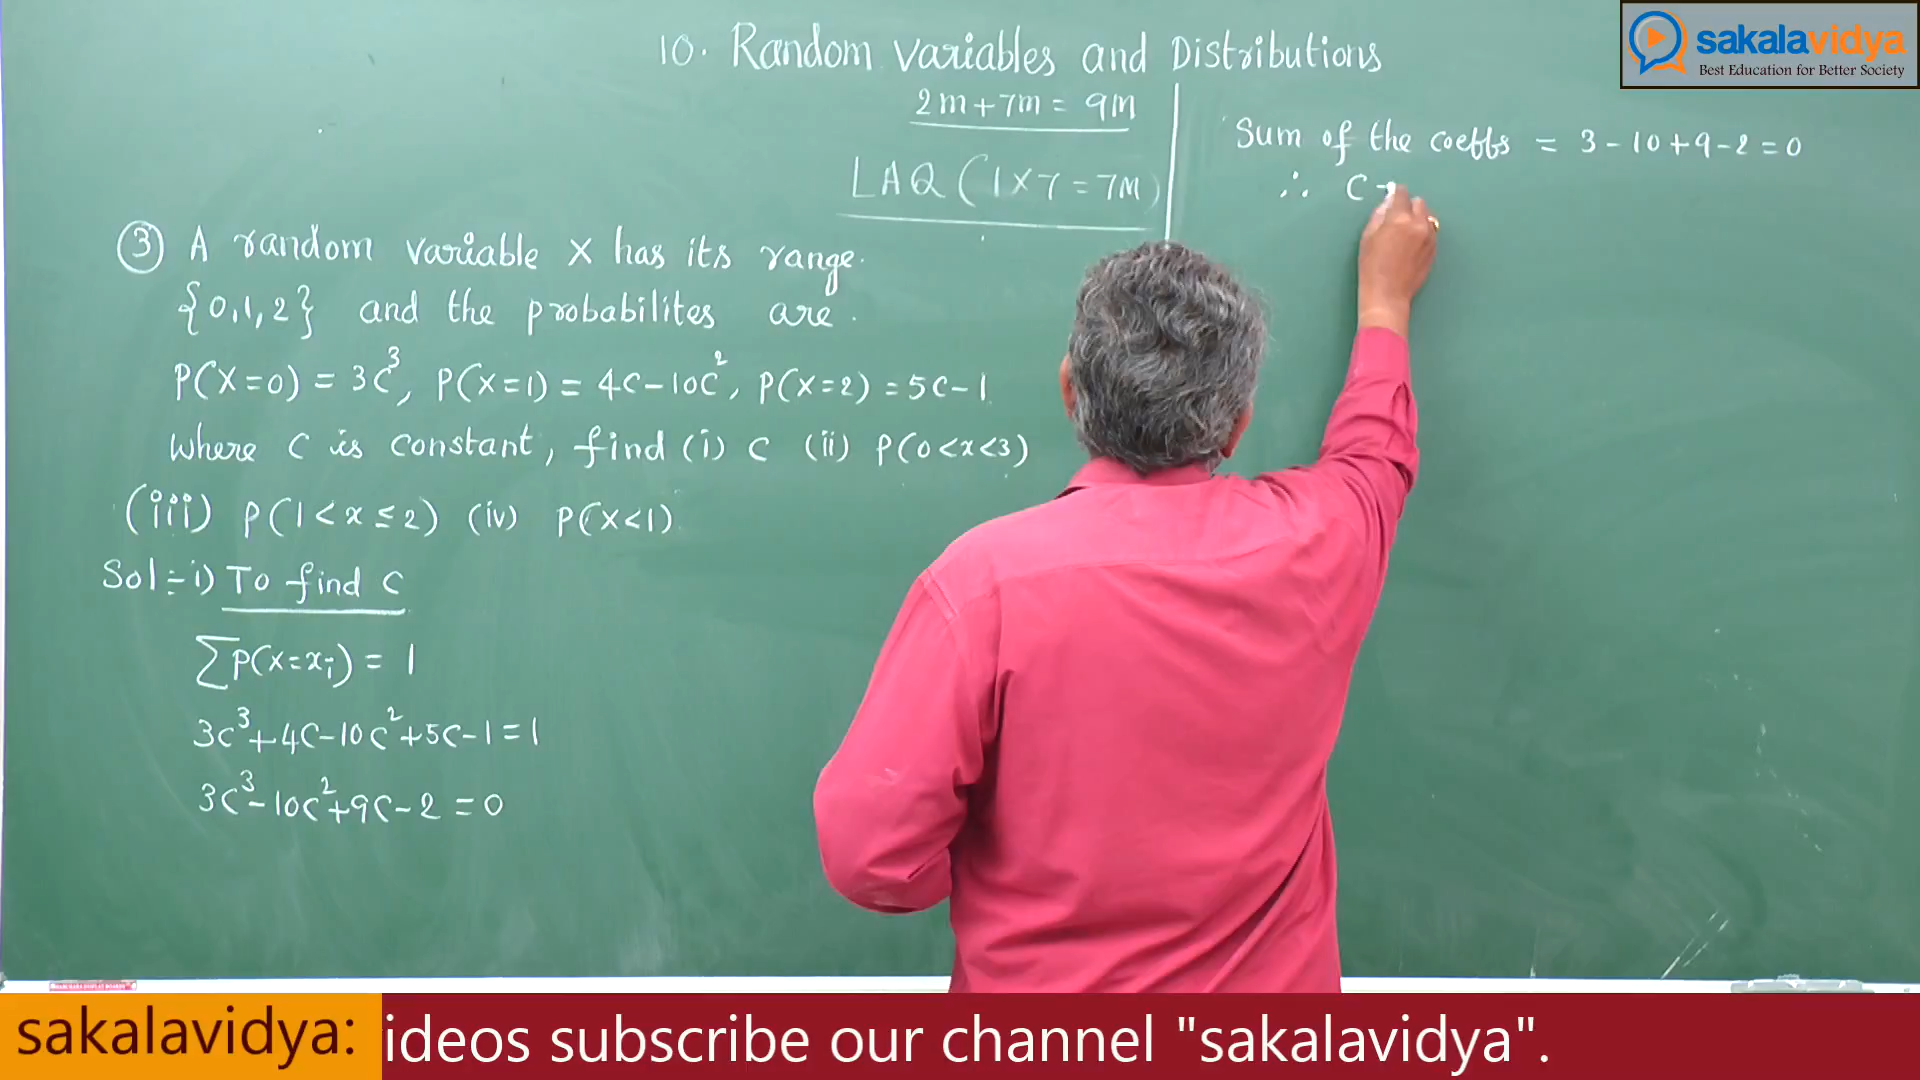 10. Random Variables and Distributions
2m+7m = 9M
LAQ (1×7=7M)
③ A random variable X has its range.
{0,1,2} and the probabilites are.
P(X=0) = 3C³, P(X=1) = 4C-10C², P(X=2) = 5C-1
Where C is constant, find (i) C (ii) P(0<x<3)
(iii) P(1<x≤2) (iv) P(X<1)
Sol:- i) To find C
∑P(X=xᵢ) = 1
3C³+4C-10C²+5C-1=1
3C³-10C²+9C-2=0
Sum of the coeffs = 3-10+9-2=0
∴ C
sakalavidya
Best Education for Better Society
sakalavidya: ideos subscribe our channel "sakalavidya".